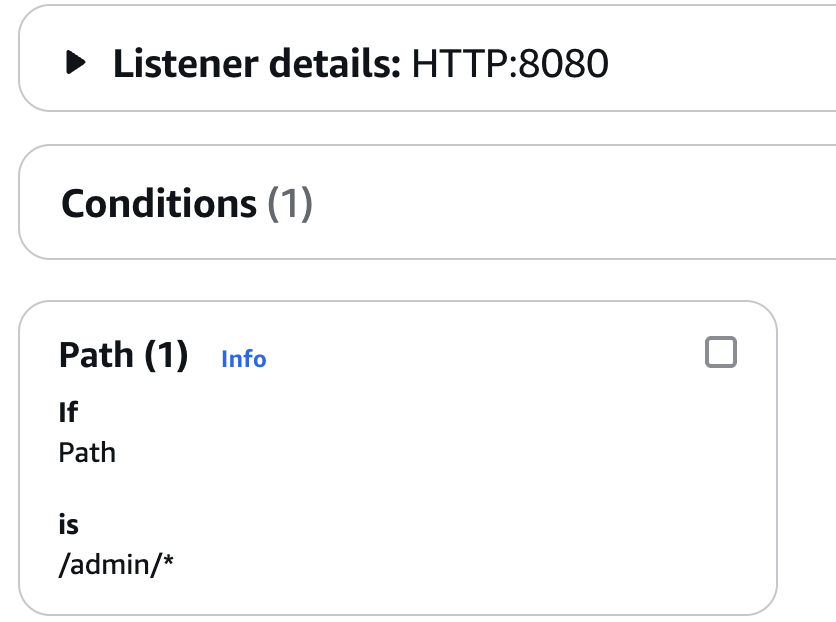 Listener details: HTTP:8080
Conditions (1)
Path (1) Info
If
Path
is
/admin/*